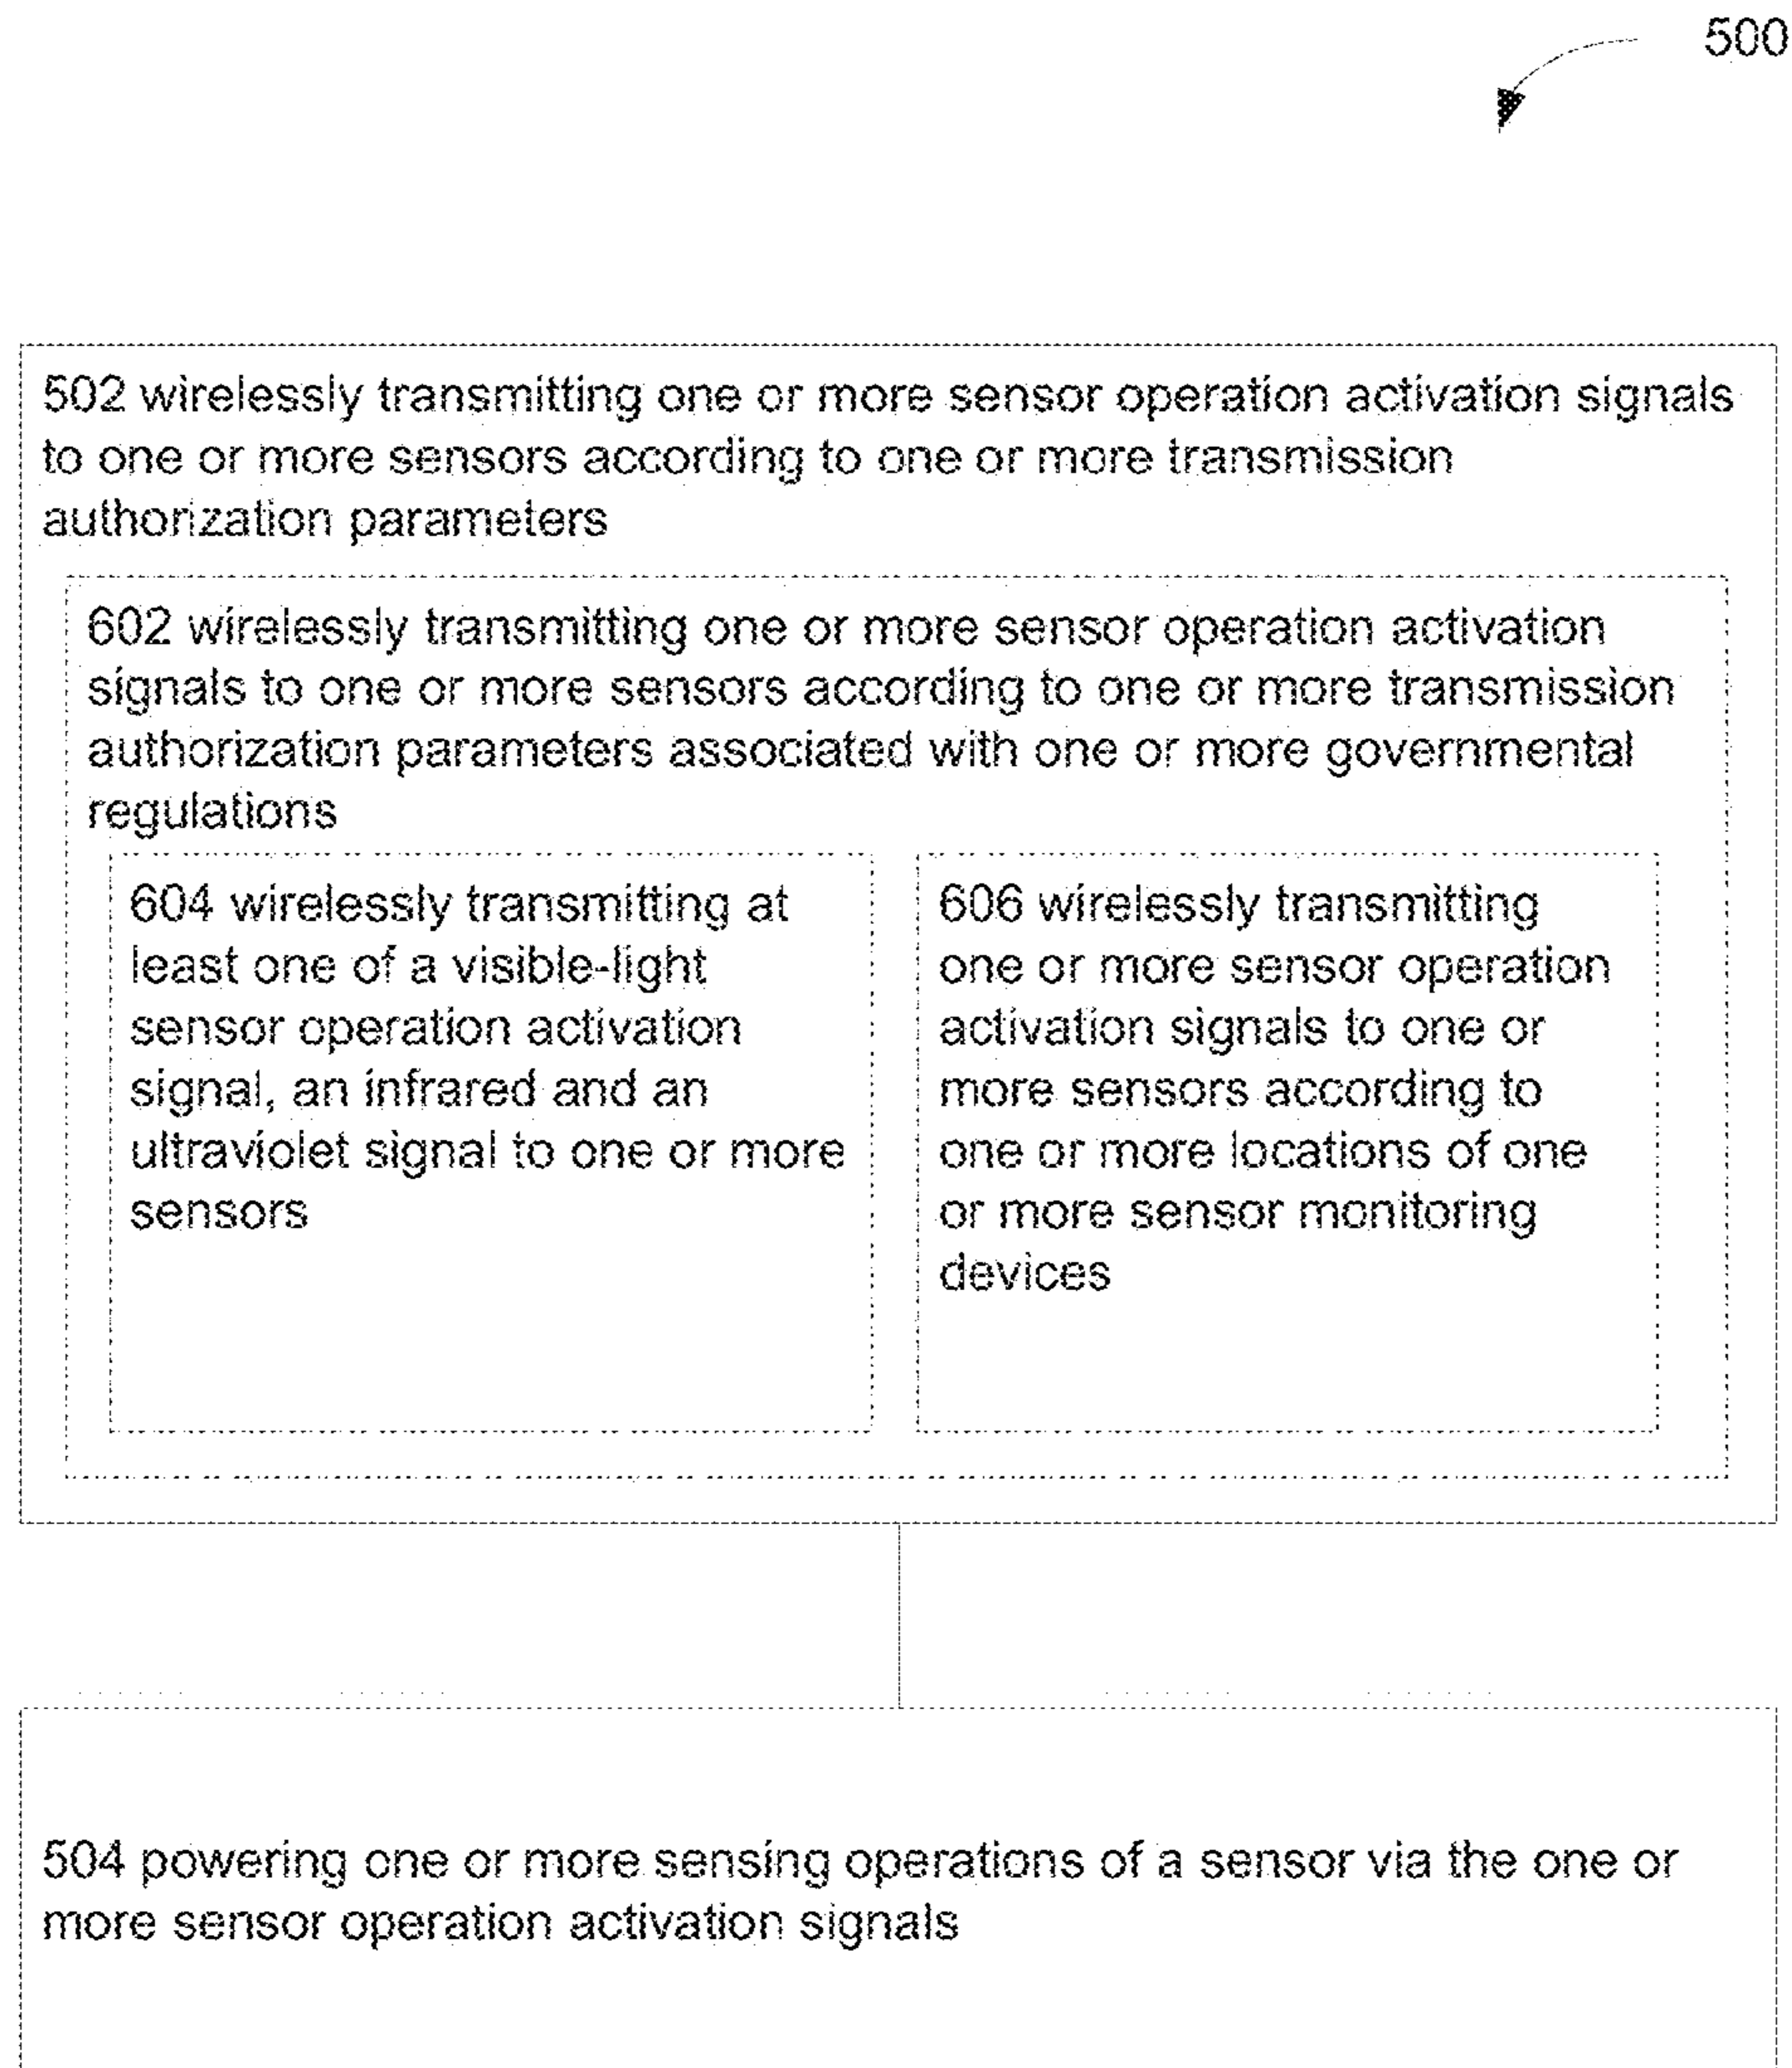 500
502 wirelessly transmitting one or more sensor operation activation signals
to one or more sensors according to one or more transmission
authorization parameters
602 wirelessly transmitting one or more sensor operation activation
signals to one or more sensors according to one or more transmission
authorization parameters associated with one or more governmental
regulations
604 wirelessly transmitting at
least one of a visible-light
sensor operation activation
signal, an infrared and an
ultraviolet signal to one or more
sensors
606 wirelessly transmitting
one or more sensor operation
activation signals to one or
more sensors according to
one or more locations of one
or more sensor monitoring
devices
504 powering one or more sensing operations of a sensor via the one or
more sensor operation activation signals